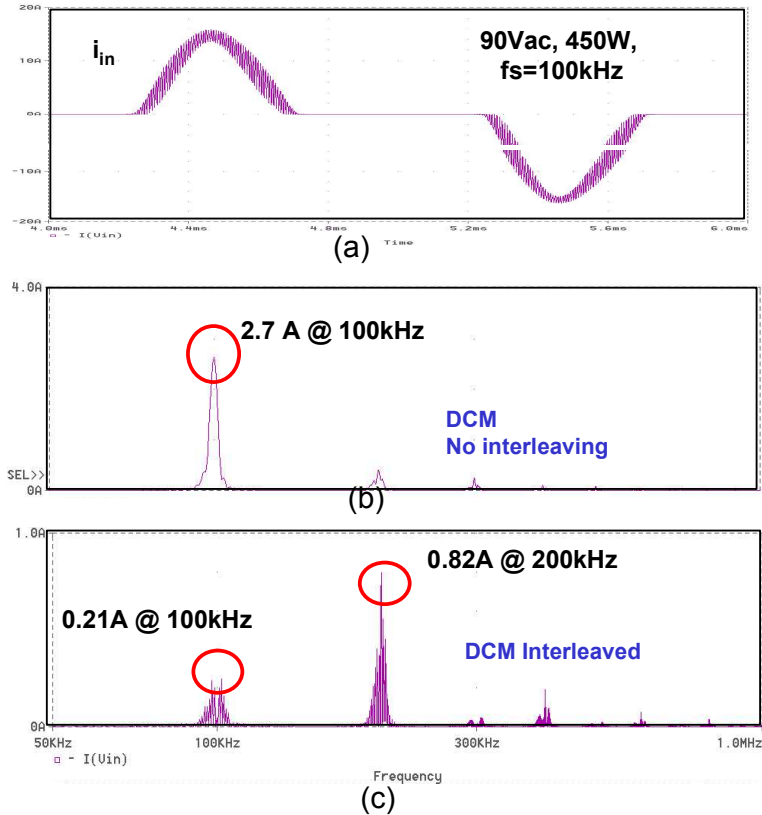 20A
i_in
90Vac, 450W,
fs=100kHz
10A
0A
-10A
-20A
4.0ms 4.4ms 4.8ms 5.2ms 5.6ms 6.0ms
- I(Vin)
Time
(a)
4.0A
2.7 A @ 100kHz
DCM
No interleaving
SEL>>
0A
(b)
1.0A
0.82A @ 200kHz
0.21A @ 100kHz
DCM Interleaved
0A
50KHz 100KHz 300KHz 1.0MHz
- I(Vin)
Frequency
(c)